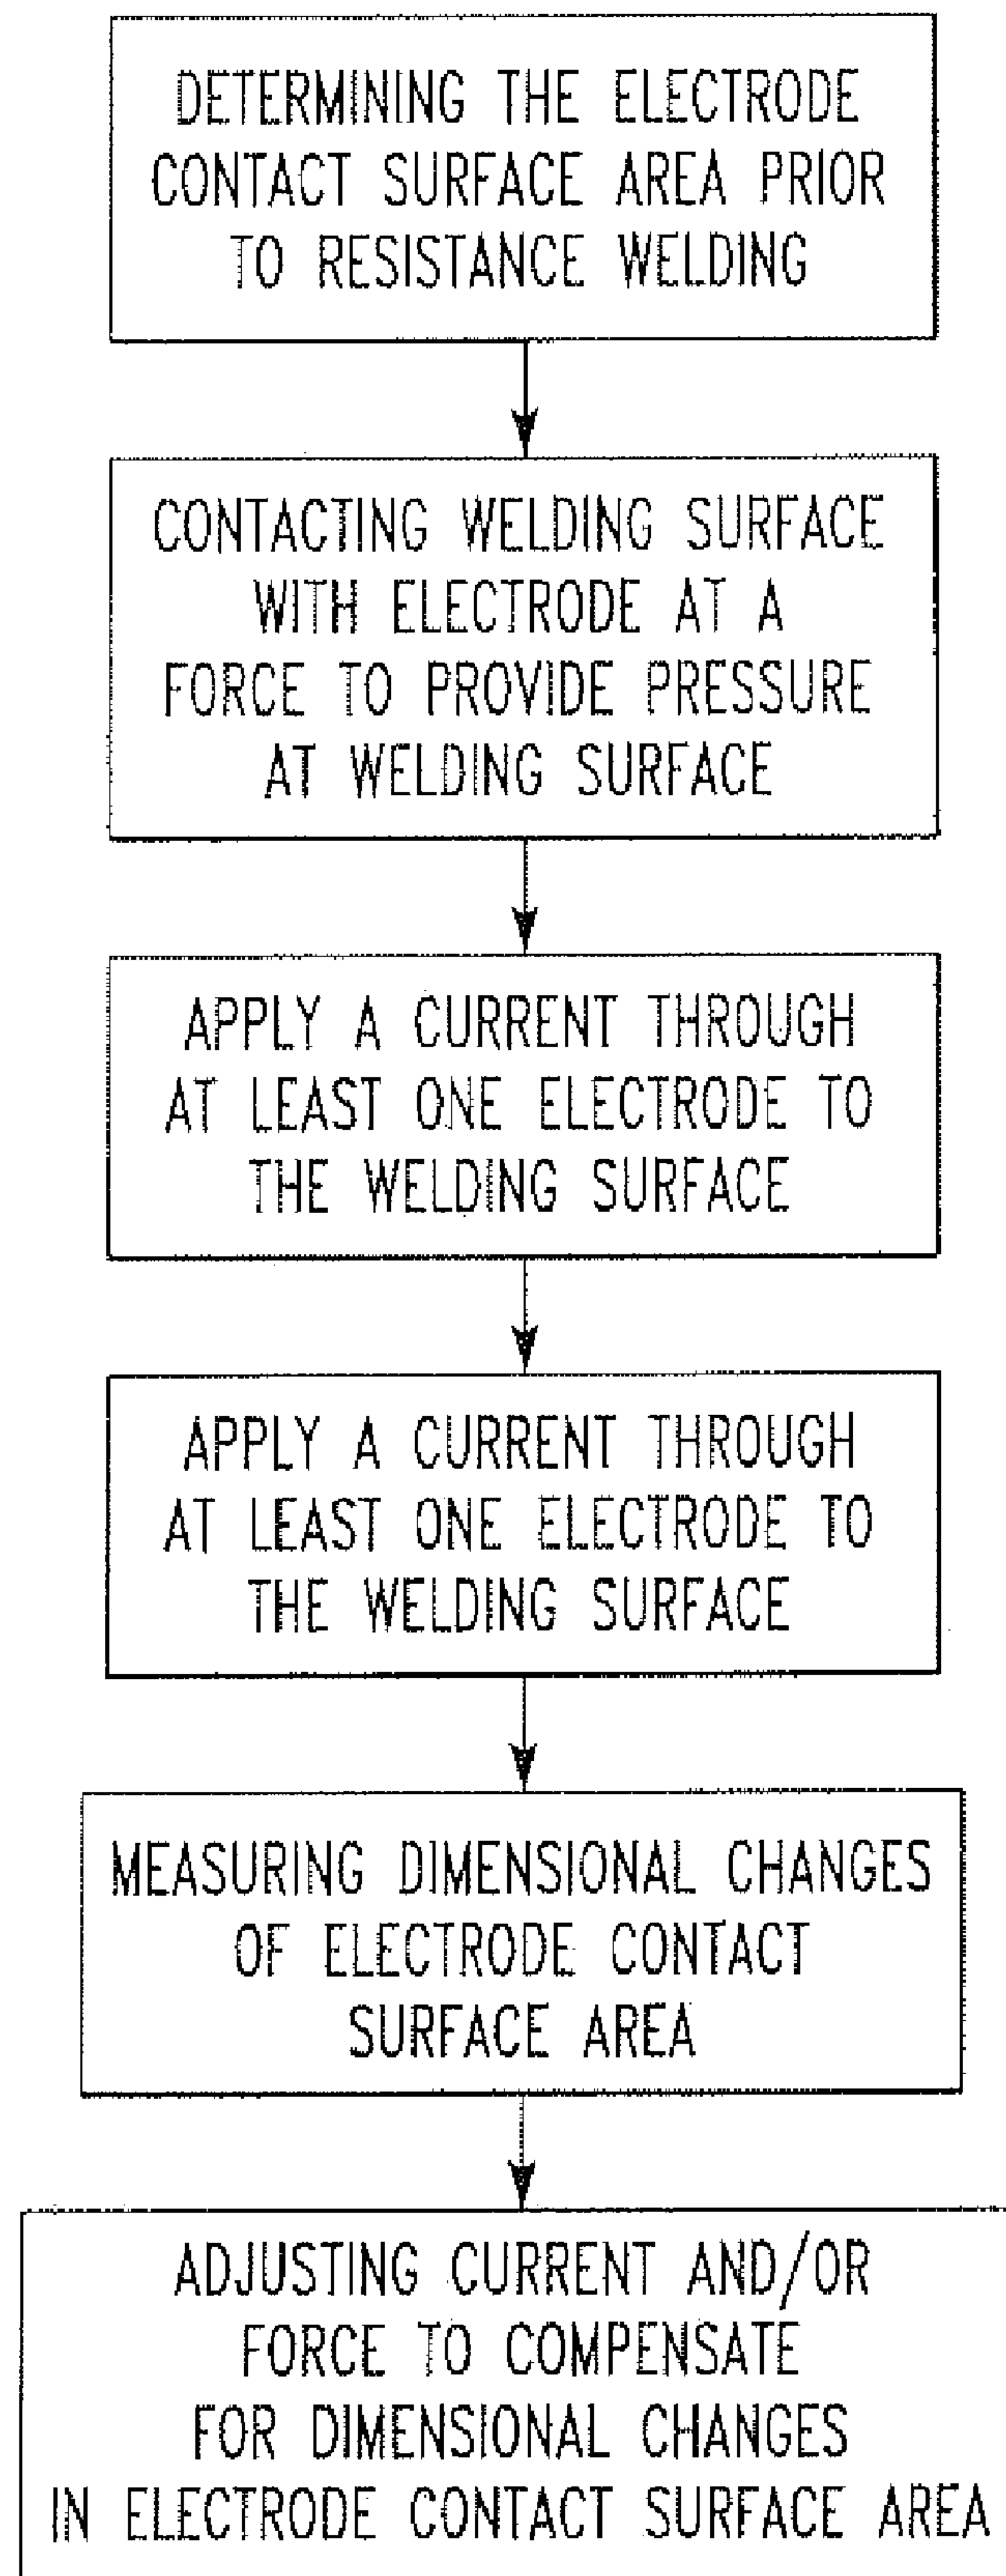 DETERMINING THE ELECTRODE
CONTACT SURFACE AREA PRIOR
TO RESISTANCE WELDING
CONTACTING WELDING SURFACE
WITH ELECTRODE AT A
FORCE TO PROVIDE PRESSURE
AT WELDING SURFACE
APPLY A CURRENT THROUGH
AT LEAST ONE ELECTRODE TO
THE WELDING SURFACE
APPLY A CURRENT THROUGH
AT LEAST ONE ELECTRODE TO
THE WELDING SURFACE
MEASURING DIMENSIONAL CHANGES
OF ELECTRODE CONTACT
SURFACE AREA
ADJUSTING CURRENT AND/OR
FORCE TO COMPENSATE
FOR DIMENSIONAL CHANGES
IN ELECTRODE CONTACT SURFACE AREA